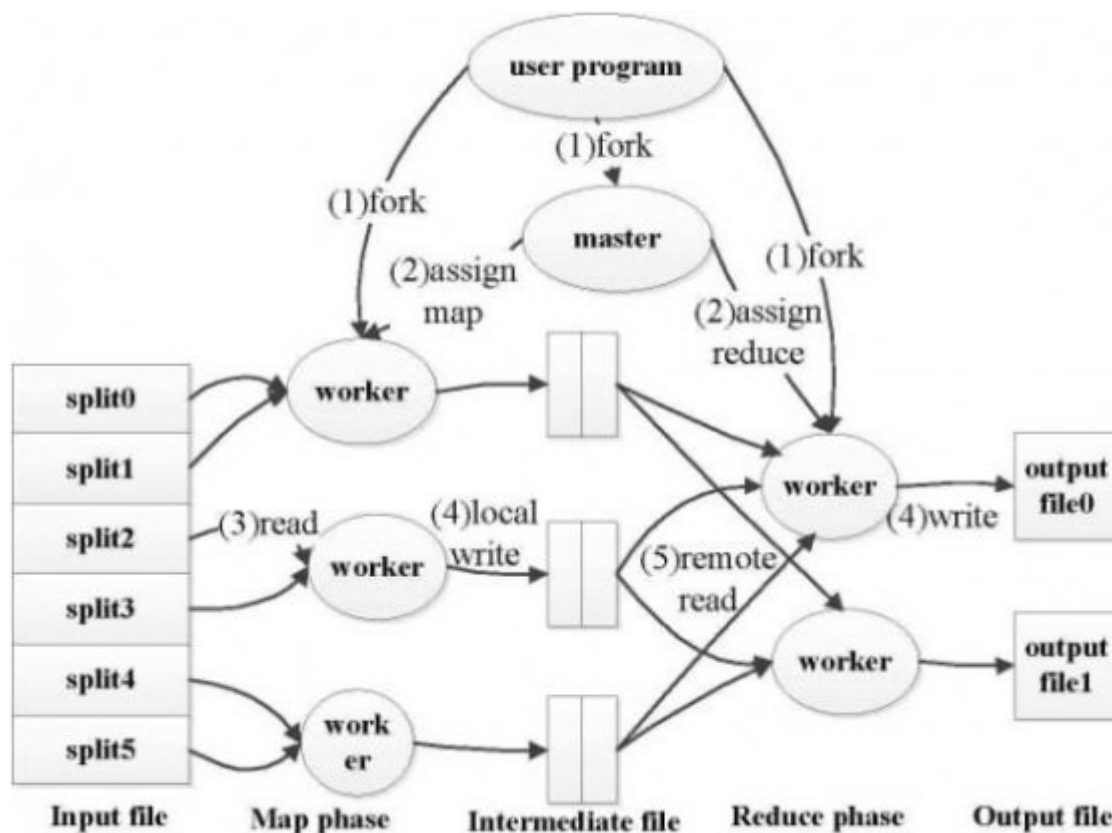 user program
(1)fork
(1)fork
master
(1)fork
(2)assign
map
(2)assign
reduce
split0
worker
split1
output
file0
worker
(4)write
split2
(3)read
(4)local
write
worker
(5)remote
read
split3
split4
worker
output
file1
split5
work
er
Input file
Map phase
Intermediate file
Reduce phase
Output file